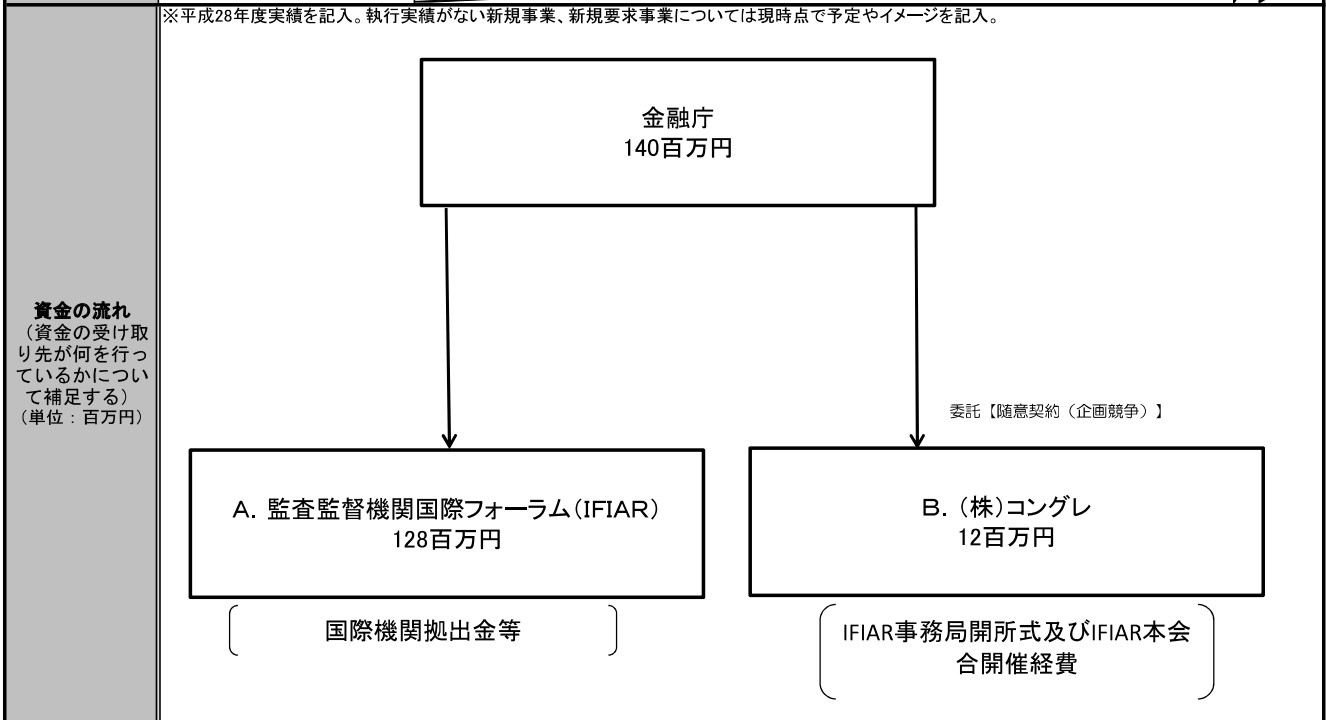 ※平成28年度実績を記入。執行実績がない新規事業、新規要求事業については現時点で予定やイメージを記入。
資金の流れ
（資金の受け取
り先が何を行っ
ているかについ
て補足する）
（単位：百万円）
金融庁
140百万円
委託【随意契約（企画競争）】
A．監査監督機関国際フォーラム（IFIAR）
128百万円
国際機関拠出金等
B．（株）コングレ
12百万円
IFIAR事務局開所式及びIFIAR本会
合開催経費